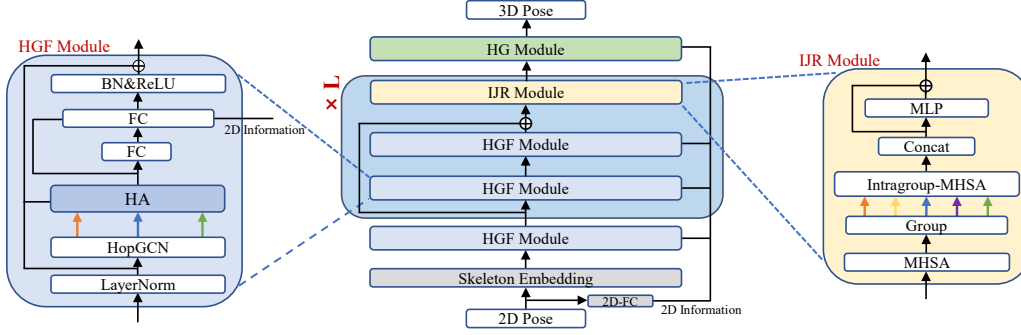 HGF Module
BN&ReLU
FC
2D Information
FC
HA
HopGCN
LayerNorm
3D Pose
HG Module
× L
IJR Module
HGF Module
HGF Module
HGF Module
Skeleton Embedding
2D-FC
2D Information
2D Pose
IJR Module
MLP
Concat
Intragroup-MHSA
Group
MHSA